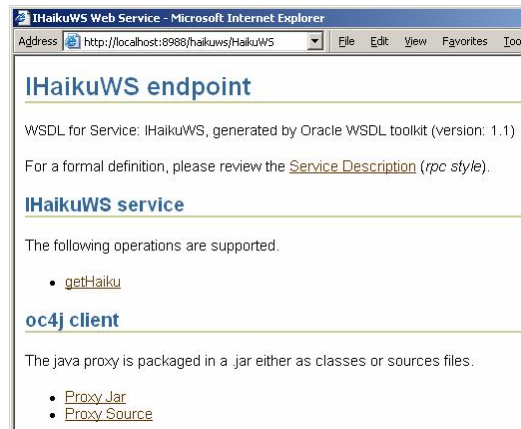 IHaikuWS Web Service - Microsoft Internet Explorer
Address http://localhost:8988/haikuws/HaikuWS File Edit View Favorites
IHaikuWS endpoint
WSDL for Service: IHaikuWS, generated by Oracle WSDL toolkit (version: 1.1)
For a formal definition, please review the Service Description (rpc style).
IHaikuWS service
The following operations are supported.
getHaiku
oc4j client
The java proxy is packaged in a .jar either as classes or sources files.
Proxy Jar
Proxy Source